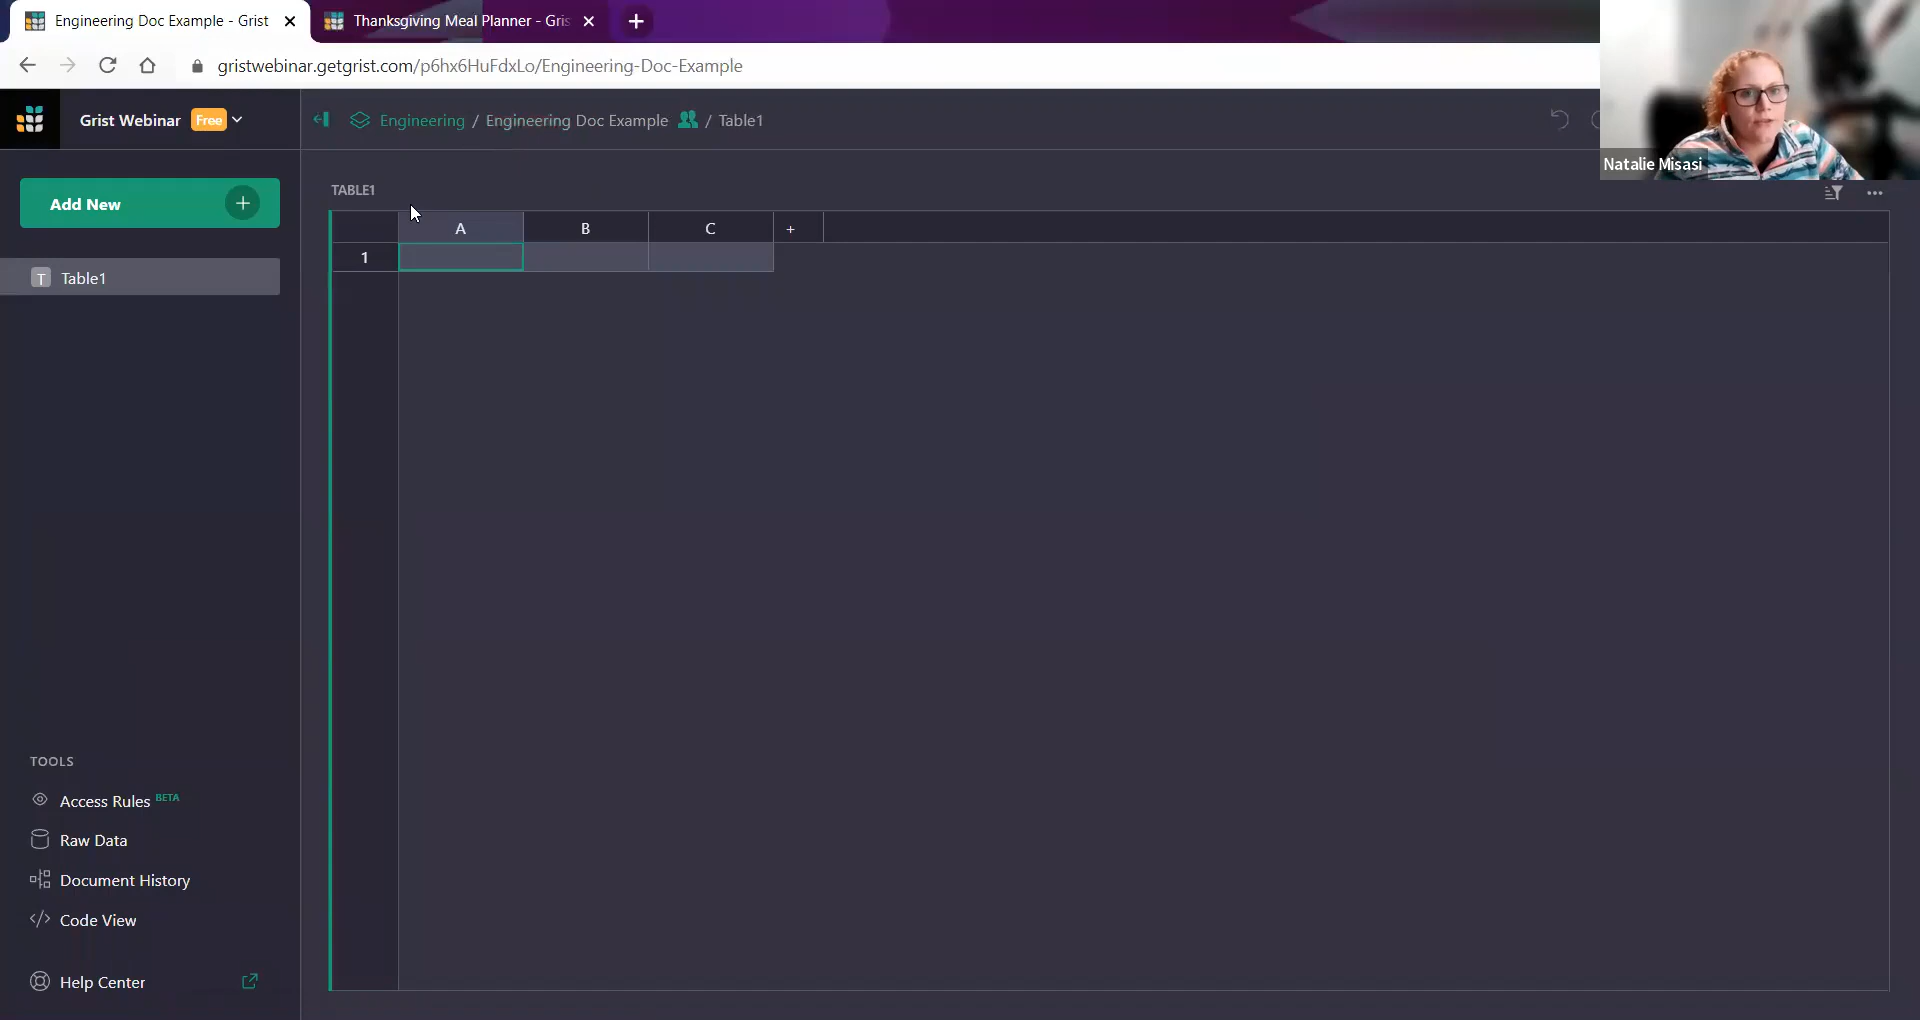 Engineering Doc Example - Grist
Thanksgiving Meal Planner - Gris
gristwebinar.getgrist.com/p6hx6HuFdxLo/Engineering-Doc-Example
Grist Webinar Free
Engineering / Engineering Doc Example / Table1
Natalie Misasi
Add New
TABLE1
A B C +
1
T Table1
TOOLS
Access Rules BETA
Raw Data
Document History
Code View
Help Center